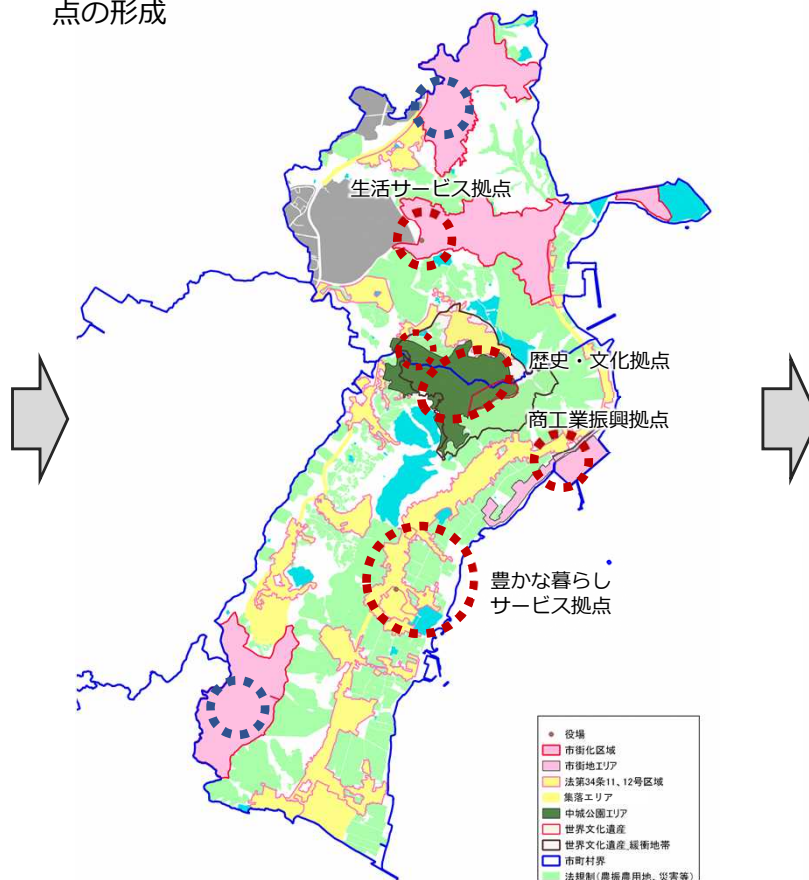 点の形成
生活サービス拠点
歴史・文化拠点
商工業振興拠点
豊かな暮らし
サービス拠点
役場
市街化区域
市街地エリア
法第34条11、12号区域
集落エリア
中城公園エリア
世界文化遺産
世界文化遺産_緩衝地帯
市町村界
法規制(農振農用地、災害等)